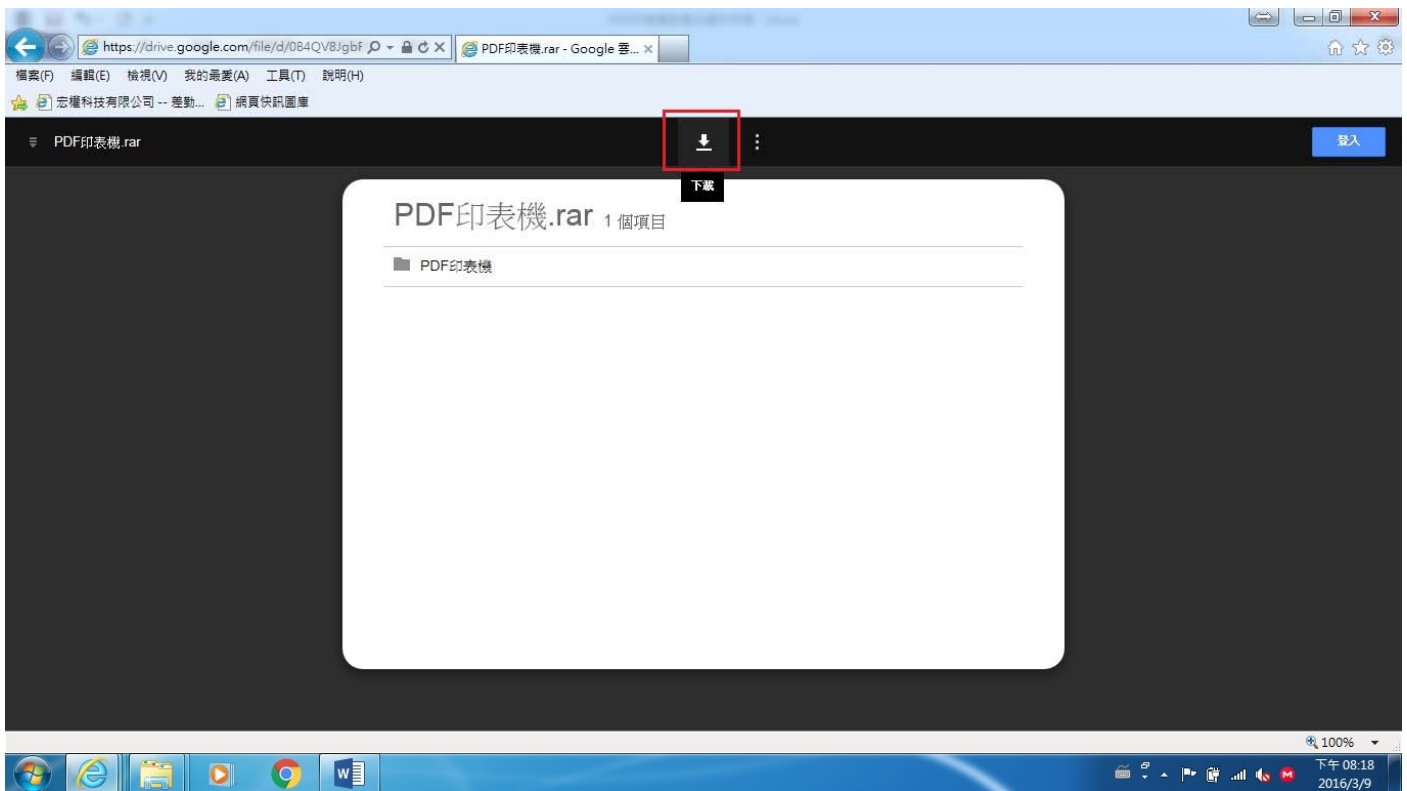 https://drive.google.com/file/d/0B4QV8JgbF
PDF印表機.rar - Google 雲...
檔案(F) 編輯(E) 檢視(V) 我的最愛(A) 工具(T) 說明(H)
宏權科技有限公司 -- 差勤... 網頁快訊圖庫
PDF印表機.rar
登入
下載
PDF印表機.rar 1 個項目
PDF印表機
100%
下午 08:18
2016/3/9